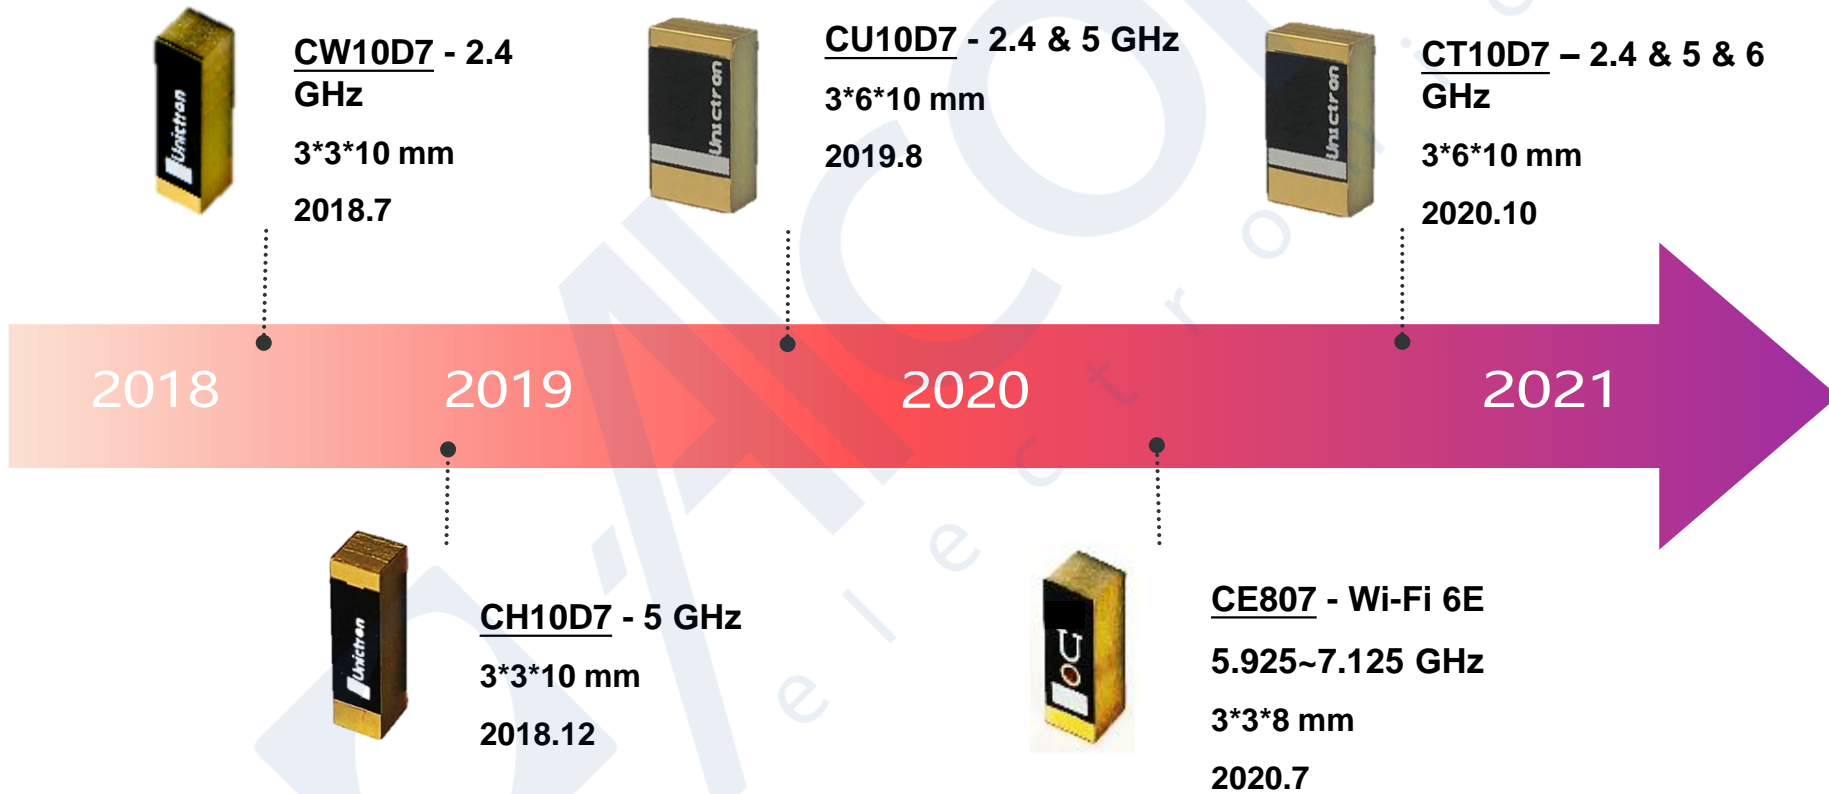 CW10D7 - 2.4
GHz
3*3*10 mm
2018.7
Unictron
CU10D7 - 2.4 & 5 GHz
3*6*10 mm
2019.8
Unictron
CT10D7 – 2.4 & 5 & 6
GHz
3*6*10 mm
2020.10
Unictron
2018
2019
2020
2021
CH10D7 - 5 GHz
3*3*10 mm
2018.12
Unictron
CE807 - Wi-Fi 6E
5.925~7.125 GHz
3*3*8 mm
2020.7
U